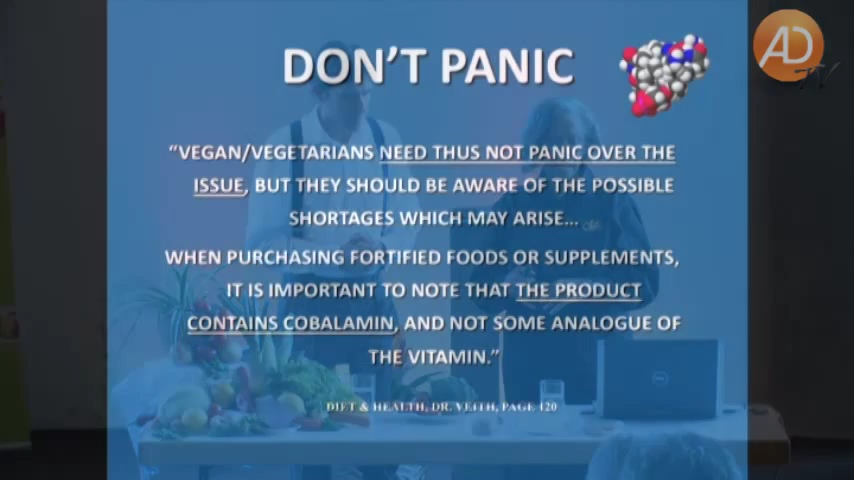 AD
TV
DON'T PANIC
"VEGAN/VEGETARIANS NEED THUS NOT PANIC OVER THE
ISSUE, BUT THEY SHOULD BE AWARE OF THE POSSIBLE
SHORTAGES WHICH MAY ARISE...
WHEN PURCHASING FORTIFIED FOODS OR SUPPLEMENTS,
IT IS IMPORTANT TO NOTE THAT THE PRODUCT
CONTAINS COBALAMIN, AND NOT SOME ANALOGUE OF
THE VITAMIN."
DIET & HEALTH, DR. VEITH, PAGE 120